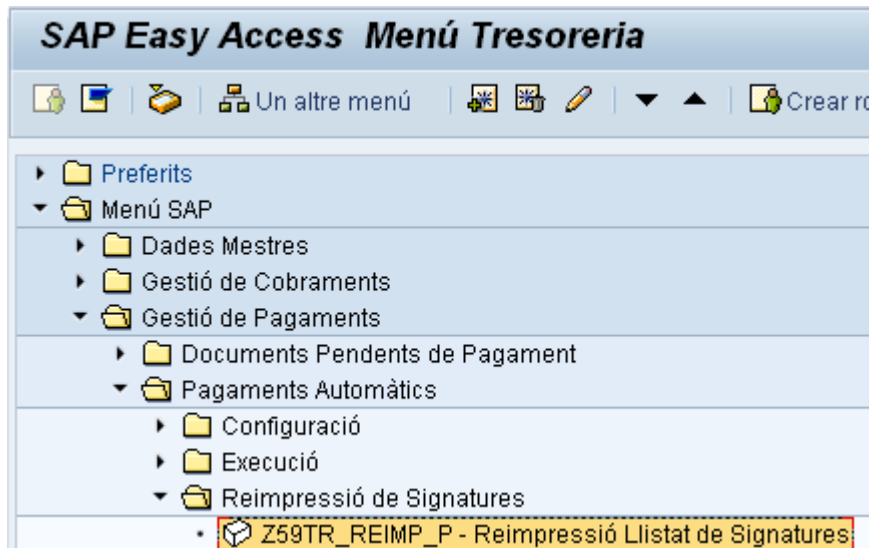 SAP Easy Access Menú Tresoreria
Un altre menú Crear ro
Preferits
Menú SAP
Dades Mestres
Gestió de Cobraments
Gestió de Pagaments
Documents Pendents de Pagament
Pagaments Automàtics
Configuració
Execució
Reimpressió de Signatures
Z59TR_REIMP_P - Reimpressió Llistat de Signatures